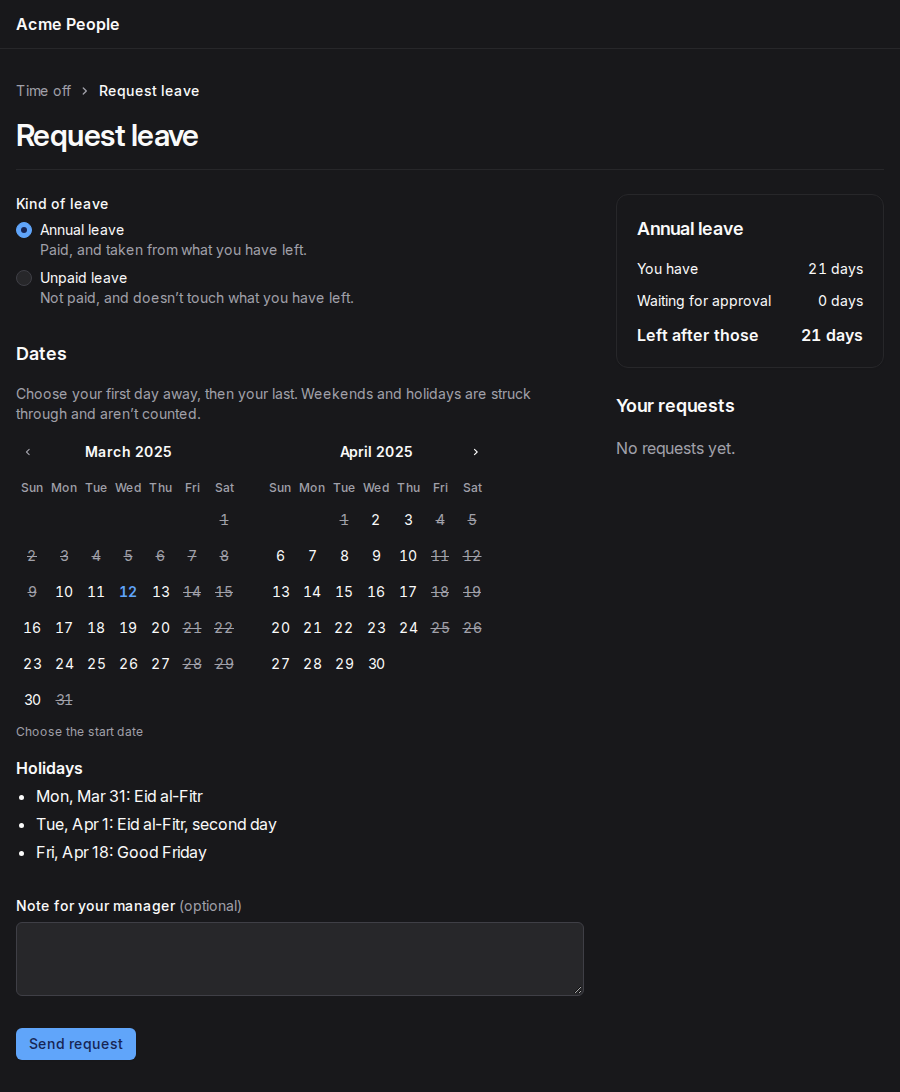 Acme People
Time off > Request leave
Request leave
Kind of leave
Annual leave
Paid, and taken from what you have left.
Unpaid leave
Not paid, and doesn’t touch what you have left.
Dates
Choose your first day away, then your last. Weekends and holidays are struck
through and aren’t counted.
March 2025
Sun Mon Tue Wed Thu Fri Sat
1
2 3 4 5 6 7 8
9 10 11 12 13 14 15
16 17 18 19 20 21 22
23 24 25 26 27 28 29
30 31
April 2025
Sun Mon Tue Wed Thu Fri Sat
1 2 3 4 5
6 7 8 9 10 11 12
13 14 15 16 17 18 19
20 21 22 23 24 25 26
27 28 29 30
Choose the start date
Holidays
• Mon, Mar 31: Eid al-Fitr
• Tue, Apr 1: Eid al-Fitr, second day
• Fri, Apr 18: Good Friday
Note for your manager (optional)
Send request
Annual leave
You have 21 days
Waiting for approval 0 days
Left after those 21 days
Your requests
No requests yet.